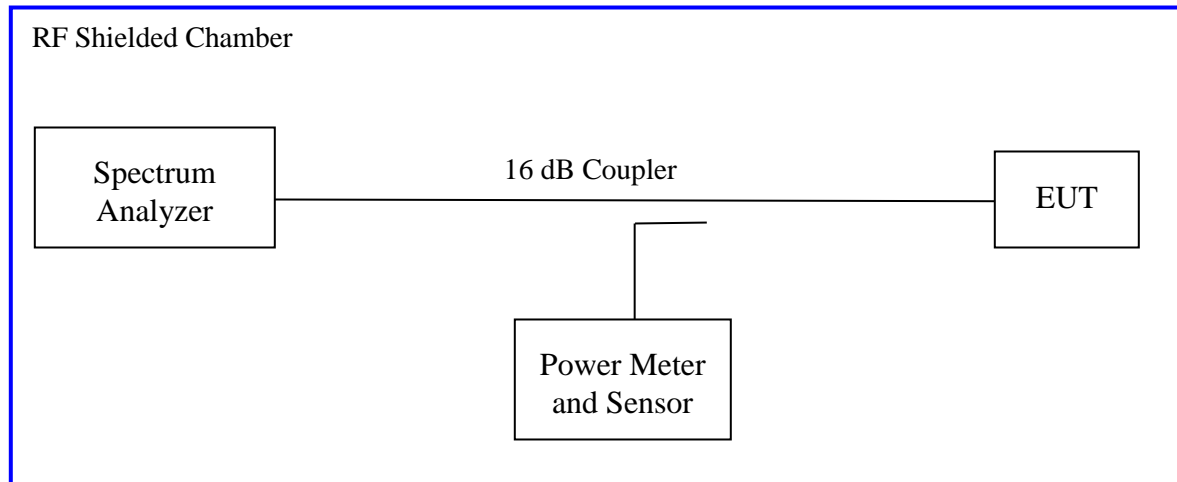 RF Shielded Chamber
Spectrum
Analyzer
16 dB Coupler
EUT
Power Meter
and Sensor